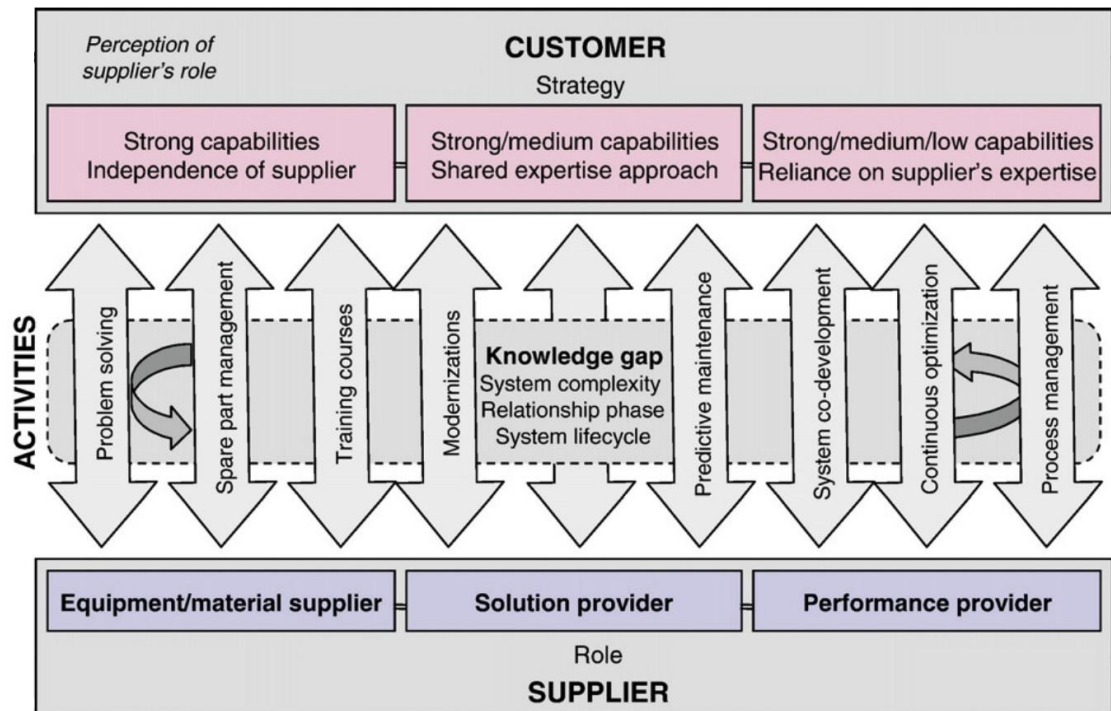 Perception of
supplier's role
CUSTOMER
Strategy
Strong capabilities
Independence of supplier
Strong/medium capabilities
Shared expertise approach
Strong/medium/low capabilities
Reliance on supplier's expertise
ACTIVITIES
Problem solving
Spare part management
Training courses
Modernizations
Knowledge gap
System complexity
Relationship phase
System lifecycle
Predictive maintenance
System co-development
Continuous optimization
Process management
Equipment/material supplier
Solution provider
Performance provider
Role
SUPPLIER